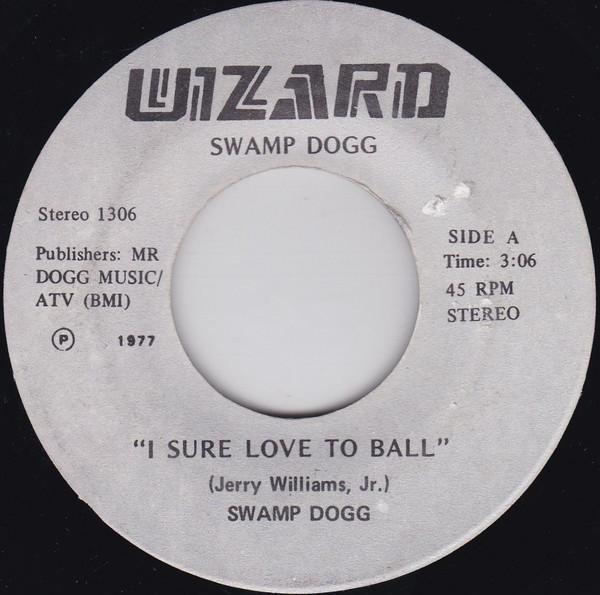 WIZARD
SWAMP DOGG
Stereo 1306
Publishers: MR
DOGG MUSIC/
ATV (BMI)
Ⓟ 1977
SIDE A
Time: 3:06
45 RPM
STEREO
"I SURE LOVE TO BALL"
(Jerry Williams, Jr.)
SWAMP DOGG